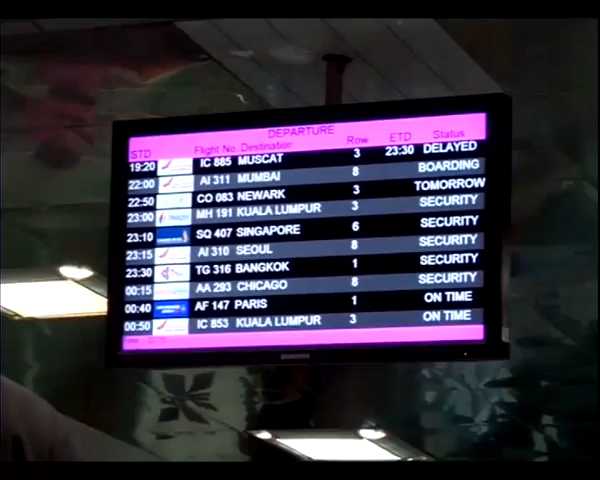 DEPARTURE
STD Flight No Destination Row ETD Status
19:20 IC 885 MUSCAT 3 23:30 DELAYED
22:00 AI 311 MUMBAI 8 BOARDING
22:50 CO 083 NEWARK 3 TOMORROW
23:00 MH 191 KUALA LUMPUR 3 SECURITY
23:10 SQ 407 SINGAPORE 6 SECURITY
23:15 AI 310 SEOUL 8 SECURITY
23:30 TG 316 BANGKOK 1 SECURITY
00:15 AA 293 CHICAGO 8 SECURITY
00:40 AF 147 PARIS 1 ON TIME
00:50 IC 853 KUALA LUMPUR 3 ON TIME
SAMSUNG